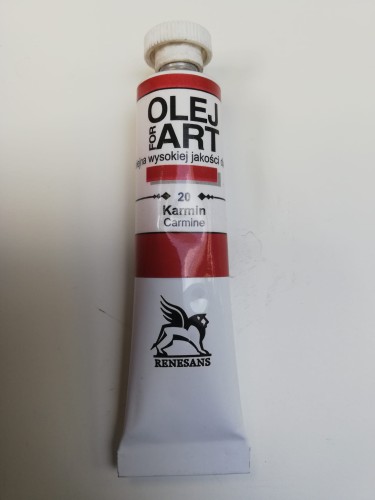 OLEJ
FOR ART
wysokiej jakości
20
Karmin
Carmine
RENESANS